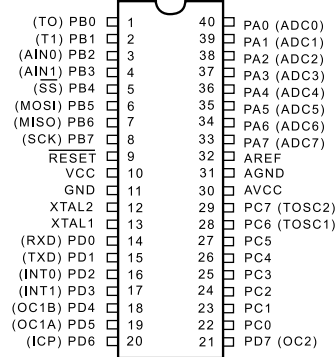 (TO) PB0 1 40 PA0 (ADC0)
(T1) PB1 2 39 PA1 (ADC1)
(AIN0) PB2 3 38 PA2 (ADC2)
(AIN1) PB3 4 37 PA3 (ADC3)
(SS) PB4 5 36 PA4 (ADC4)
(MOSI) PB5 6 35 PA5 (ADC5)
(MISO) PB6 7 34 PA6 (ADC6)
(SCK) PB7 8 33 PA7 (ADC7)
RESET 9 32 AREF
VCC 10 31 AGND
GND 11 30 AVCC
XTAL2 12 29 PC7 (TOSC2)
XTAL1 13 28 PC6 (TOSC1)
(RXD) PD0 14 27 PC5
(TXD) PD1 15 26 PC4
(INT0) PD2 16 25 PC3
(INT1) PD3 17 24 PC2
(OC1B) PD4 18 23 PC1
(OC1A) PD5 19 22 PC0
(ICP) PD6 20 21 PD7 (OC2)